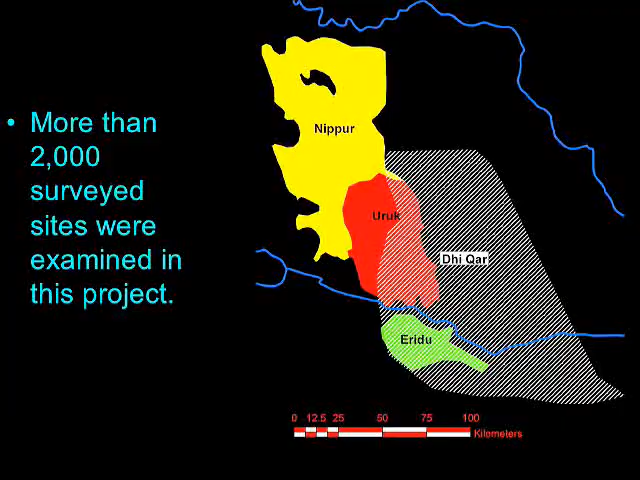 • More than
2,000
surveyed
sites were
examined in
this project.
Nippur
Uruk
Dhi Qar
Eridu
0 12.5 25 50 75 100
Kilometers